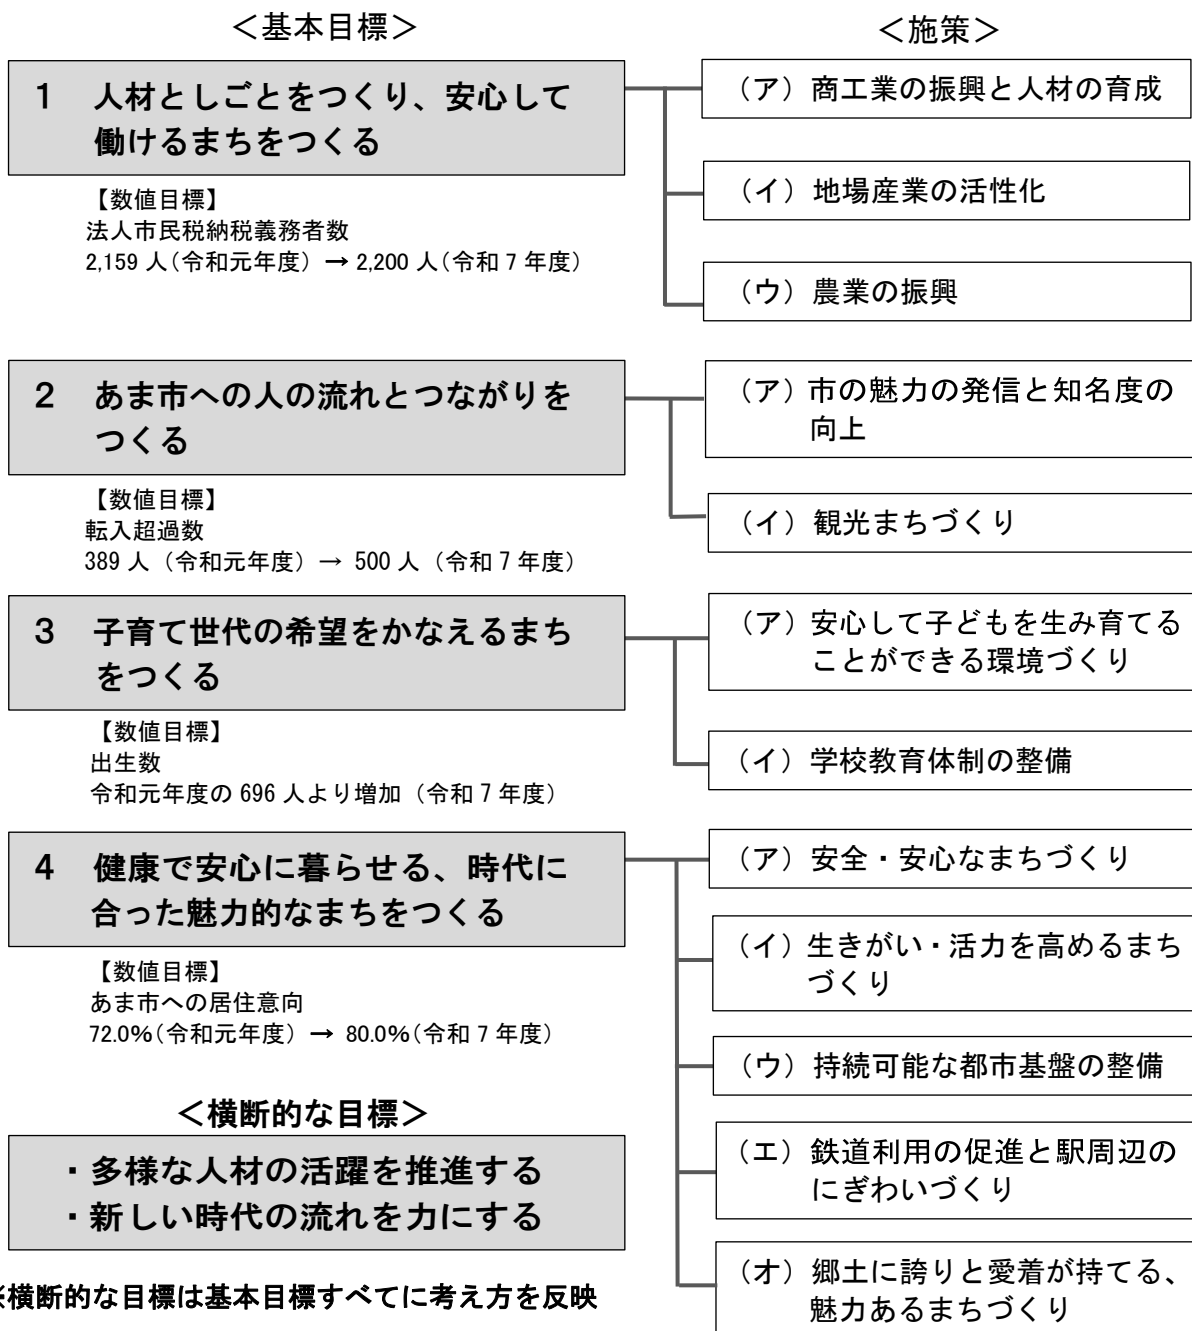 ＜基本目標＞
＜施策＞
１　人材としごとをつくり、安心して
働けるまちをつくる
【数値目標】
法人市民税納税義務者数
2,159 人（令和元年度） → 2,200 人（令和 7 年度）
（ア）商工業の振興と人材の育成
（イ）地場産業の活性化
（ウ）農業の振興
２　あま市への人の流れとつながりを
つくる
【数値目標】
転入超過数
389 人（令和元年度）→ 500 人（令和 7 年度）
（ア）市の魅力の発信と知名度の
向上
（イ）観光まちづくり
３　子育て世代の希望をかなえるまち
をつくる
【数値目標】
出生数
令和元年度の 696 人より増加（令和 7 年度）
（ア）安心して子どもを生み育てる
ことができる環境づくり
（イ）学校教育体制の整備
４　健康で安心に暮らせる、時代に
合った魅力的なまちをつくる
【数値目標】
あま市への居住意向
72.0％（令和元年度） → 80.0％（令和 7 年度）
（ア）安全・安心なまちづくり
（イ）生きがい・活力を高めるまち
づくり
（ウ）持続可能な都市基盤の整備
（エ）鉄道利用の促進と駅周辺の
にぎわいづくり
（オ）郷土に誇りと愛着が持てる、
魅力あるまちづくり
＜横断的な目標＞
・多様な人材の活躍を推進する
・新しい時代の流れを力にする
※横断的な目標は基本目標すべてに考え方を反映